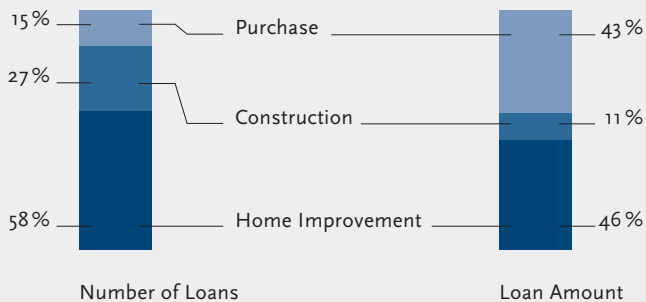 15 % Purchase 43 %
27 % Construction 11 %
58 % Home Improvement 46 %
Number of Loans Loan Amount